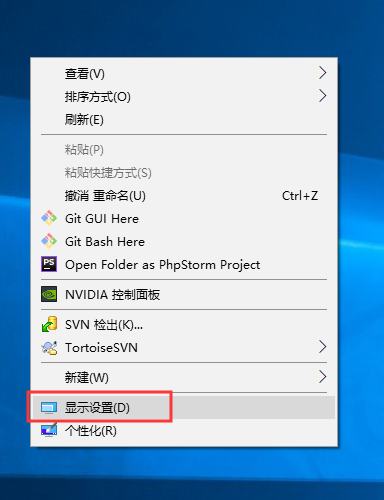 查看(V)
排序方式(O)
刷新(E)
粘贴(P)
粘贴快捷方式(S)
撤消 重命名(U) Ctrl+Z
Git GUI Here
Git Bash Here
PS Open Folder as PhpStorm Project
NVIDIA 控制面板
SVN 检出(K)...
TortoiseSVN
新建(W)
显示设置(D)
个性化(R)